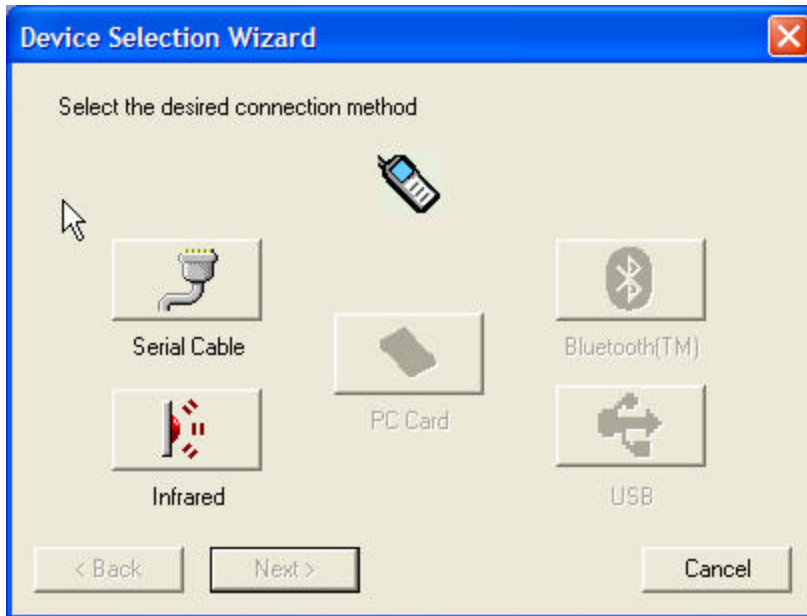 Device Selection Wizard
Select the desired connection method
Serial Cable
Bluetooth(TM)
PC Card
Infrared
USB
< Back
Next >
Cancel